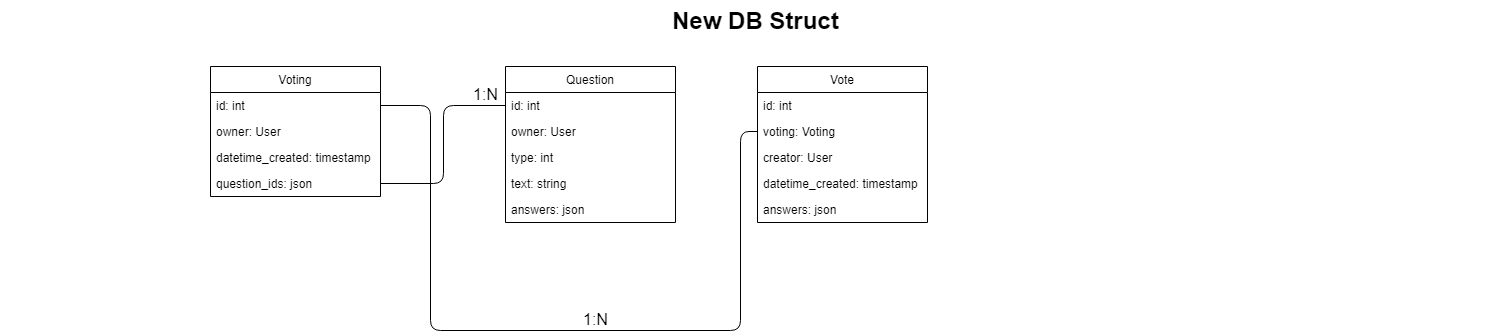 New DB Struct
Voting
id: int
owner: User
datetime_created: timestamp
question_ids: json
1:N
Question
id: int
owner: User
type: int
text: string
answers: json
Vote
id: int
voting: Voting
creator: User
datetime_created: timestamp
answers: json
1:N